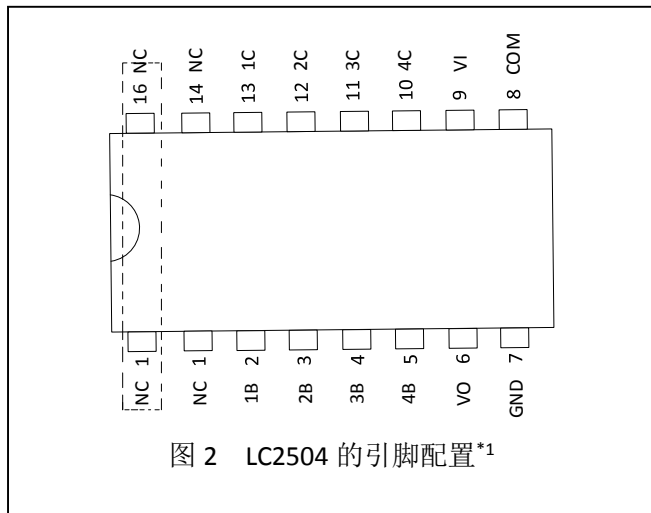 16 NC
14 NC
13 1C
12 2C
11 3C
10 4C
9 VI
8 COM
NC 1
NC 1
1B 2
2B 3
3B 4
4B 5
VO 6
GND 7
图 2 LC2504 的引脚配置*1